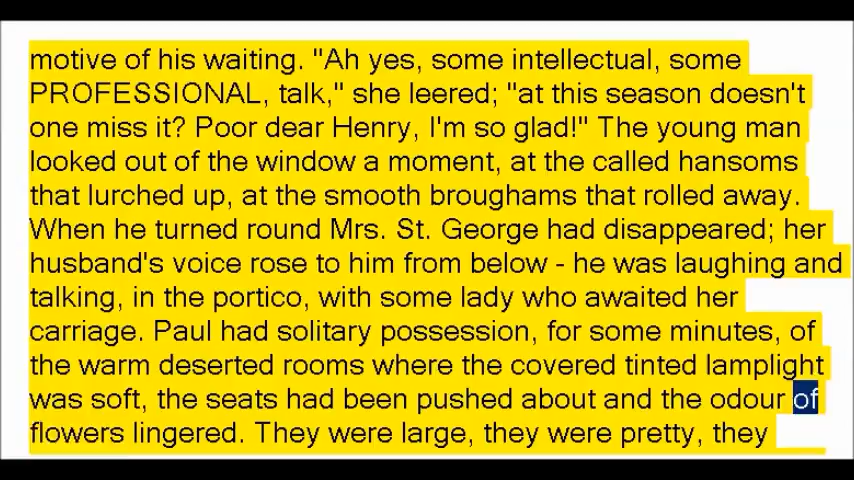 motive of his waiting. "Ah yes, some intellectual, some
PROFESSIONAL, talk," she leered; "at this season doesn't
one miss it? Poor dear Henry, I'm so glad!" The young man
looked out of the window a moment, at the called hansoms
that lurched up, at the smooth broughams that rolled away.
When he turned round Mrs. St. George had disappeared; her
husband's voice rose to him from below - he was laughing and
talking, in the portico, with some lady who awaited her
carriage. Paul had solitary possession, for some minutes, of
the warm deserted rooms where the covered tinted lamplight
was soft, the seats had been pushed about and the odour of
flowers lingered. They were large, they were pretty, they